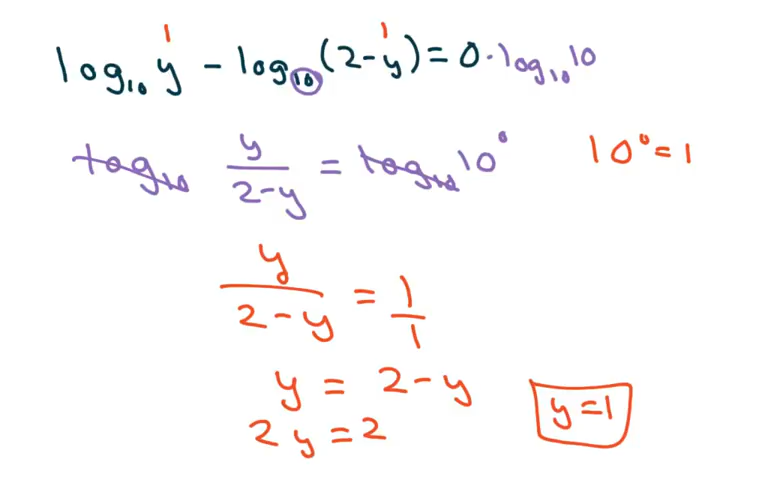 1 1
log₁₀ y − log₁₀ (2−y) = 0 · log₁₀ 10
log₁₀ y/(2−y) = log₁₀ 10⁰ 10⁰ = 1
y/(2−y) = 1/1
y = 2−y
2y = 2 y = 1